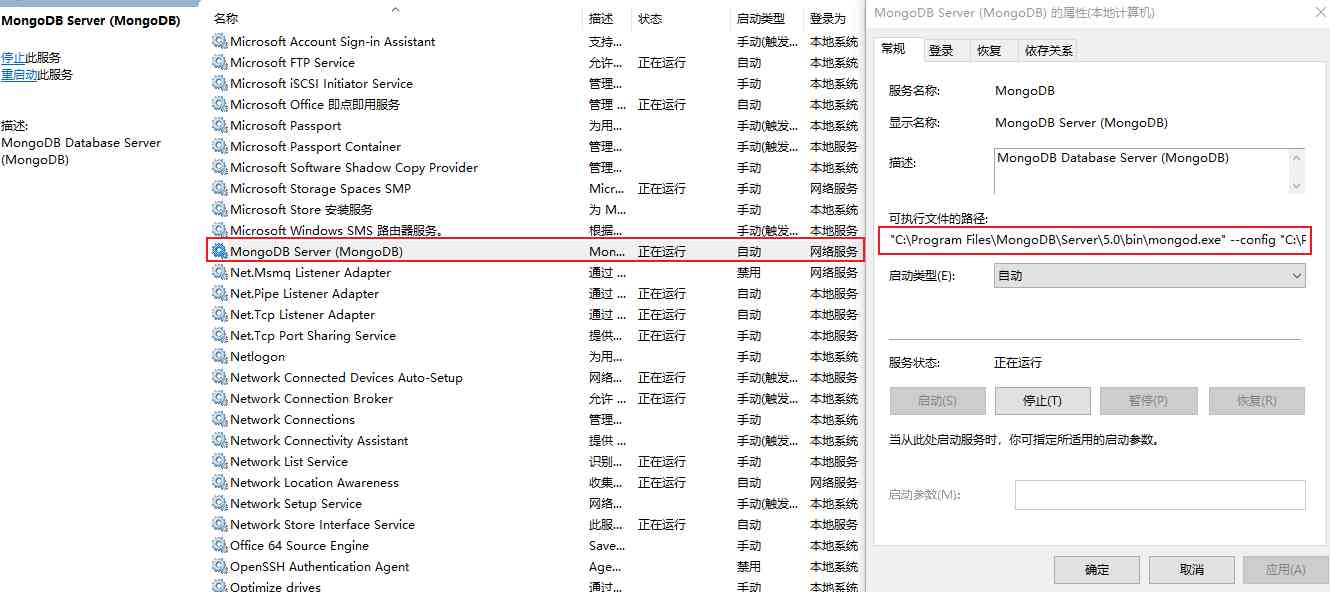 MongoDB Server (MongoDB)
停止此服务
重启动此服务
描述:
MongoDB Database Server
(MongoDB)
名称 描述 状态 启动类型 登录为
Microsoft Account Sign-in Assistant 支持... 手动(触发... 本地系统
Microsoft FTP Service 允许... 正在运行 自动 本地系统
Microsoft iSCSI Initiator Service 管理... 手动 本地系统
Microsoft Office 即点即用服务 管理 ... 正在运行 自动 本地系统
Microsoft Passport 为用... 手动(触发... 本地系统
Microsoft Passport Container 管理... 手动(触发... 本地服务
Microsoft Software Shadow Copy Provider 管理... 手动 本地系统
Microsoft Storage Spaces SMP Micr... 正在运行 手动 网络服务
Microsoft Store 安装服务 为 M... 手动 本地系统
Microsoft Windows SMS 路由器服务。 根据... 手动(触发... 本地系统
MongoDB Server (MongoDB) Mon... 正在运行 自动 网络服务
Net.Msmq Listener Adapter 通过 ... 禁用 网络服务
Net.Pipe Listener Adapter 通过 ... 正在运行 自动 本地服务
Net.Tcp Listener Adapter 通过 ... 正在运行 自动 本地服务
Net.Tcp Port Sharing Service 提供... 正在运行 手动 本地服务
Netlogon 为用... 手动 本地系统
Network Connected Devices Auto-Setup 网络... 正在运行 手动(触发... 本地服务
Network Connection Broker 允许 ... 正在运行 手动(触发... 本地系统
Network Connections 管理... 手动 本地系统
Network Connectivity Assistant 提供 ... 手动(触发... 本地系统
Network List Service 识别... 正在运行 手动 本地服务
Network Location Awareness 收集... 正在运行 自动 网络服务
Network Setup Service 网络... 手动(触发... 本地系统
Network Store Interface Service 此服... 正在运行 自动 本地服务
Office 64 Source Engine Save... 手动 本地系统
OpenSSH Authentication Agent Age... 禁用 本地系统
Optimize drives 通过... 手动 本地系统
MongoDB Server (MongoDB) 的属性(本地计算机)
常规 登录 恢复 依存关系
服务名称: MongoDB
显示名称: MongoDB Server (MongoDB)
描述: MongoDB Database Server (MongoDB)
可执行文件的路径:
"C:\Program Files\MongoDB\Server\5.0\bin\mongod.exe" --config "C:\P
启动类型(E): 自动
服务状态: 正在运行
启动(S) 停止(T) 暂停(P) 恢复(R)
当从此处启动服务时，你可指定所适用的启动参数。
启动参数(M):
确定 取消 应用(A)